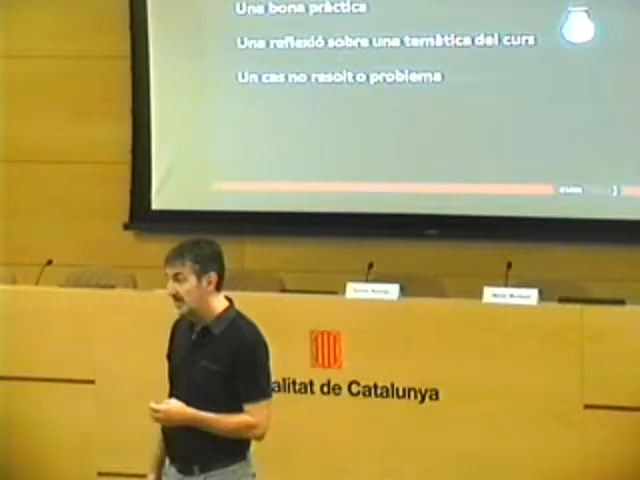 Una bona pràctica
Una reflexió sobre una temàtica del curs
Un cas no resolt o problema
alitat de Catalunya